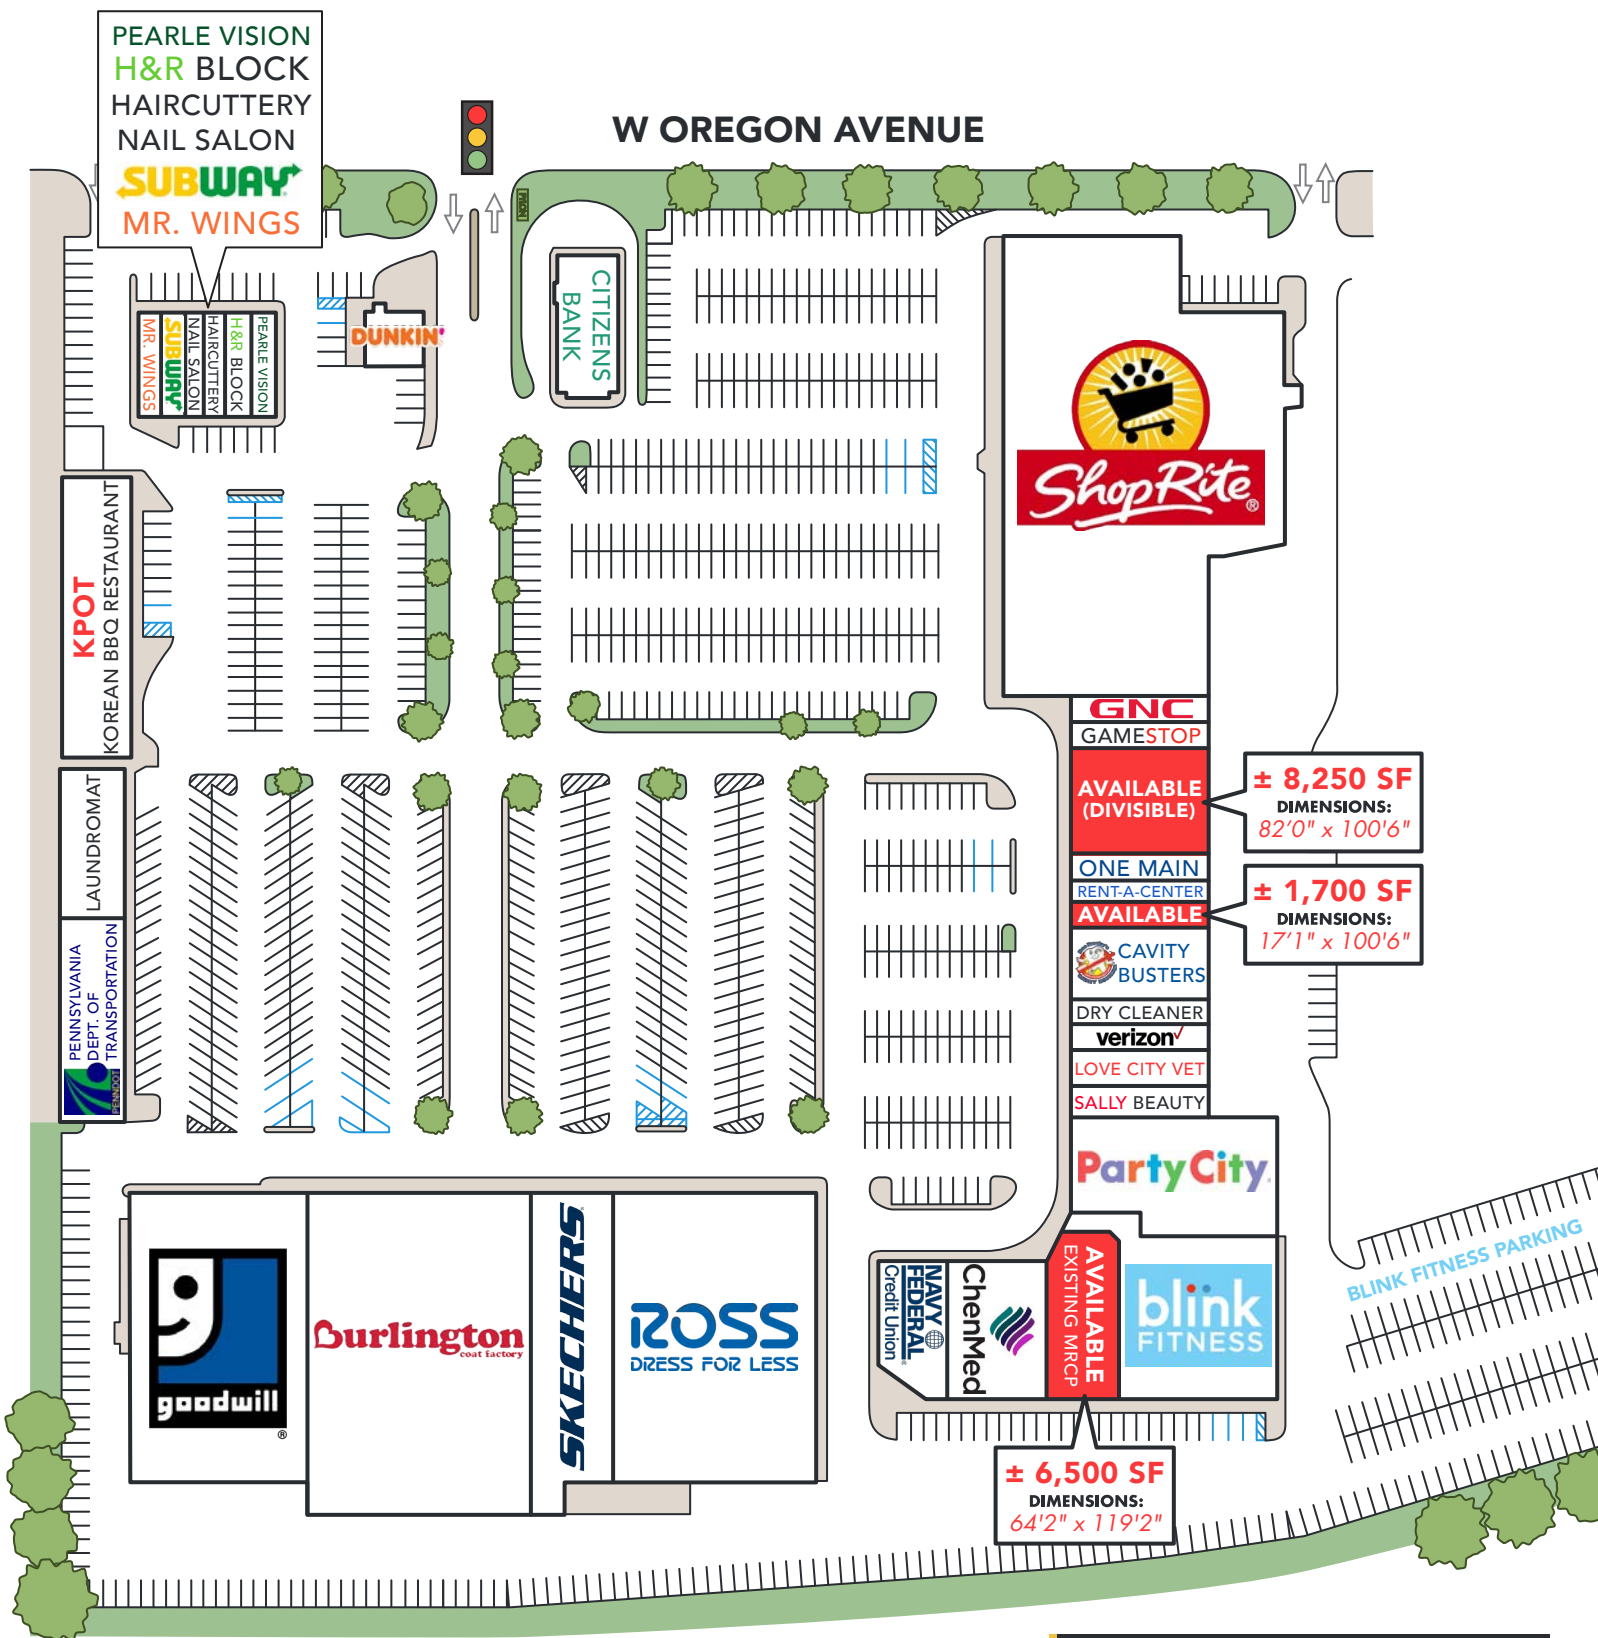 PEARLE VISION
H&R BLOCK
HAIRCUTTERY
NAIL SALON
SUBWAY
MR. WINGS
W OREGON AVENUE
PYLON
MR. WINGS
SUBWAY
NAIL SALON
HAIRCUTTERY
H&R BLOCK
PEARLE VISION
DUNKIN'
CITIZENS
BANK
ShopRite®
KPOT
KOREAN BBQ RESTAURANT
LAUNDROMAT
PENNSYLVANIA
DEPT. OF
TRANSPORTATION
PENNDOT
GNC
GAMESTOP
AVAILABLE
(DIVISIBLE)
± 8,250 SF
DIMENSIONS:
82'0" x 100'6"
ONE MAIN
RENT-A-CENTER
AVAILABLE
± 1,700 SF
DIMENSIONS:
17'1" x 100'6"
CAVITY
BUSTERS
DRY CLEANER
verizon✓
LOVE CITY VET
SALLY BEAUTY
PartyCity
AVAILABLE
EXISTING MRCP
blink
FITNESS
BLINK FITNESS PARKING
NAVY
FEDERAL
Credit Union
ChenMed
± 6,500 SF
DIMENSIONS:
64'2" x 119'2"
goodwill
®
Burlington
coat factory
SKECHERS
ROSS
DRESS FOR LESS